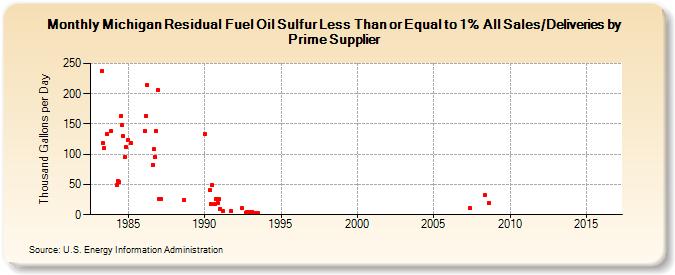 Monthly Michigan Residual Fuel Oil Sulfur Less Than or Equal to 1% All Sales/Deliveries by
Prime Supplier
Thousand Gallons per Day
250
200
150
100
50
0
1985 1990 1995 2000 2005 2010 2015
Source: U.S. Energy Information Administration